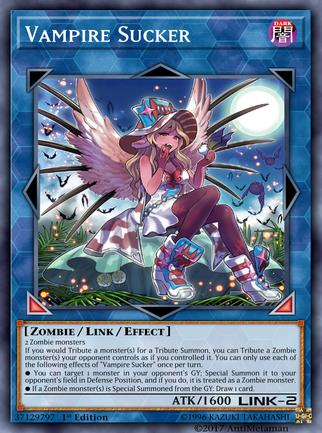 Vampire Sucker
DARK
闇
[Zombie / Link / Effect]
2 Zombie monsters
If you would Tribute a monster(s) for a Tribute Summon, you can Tribute a Zombie
monster(s) your opponent controls as if you controlled it. You can only use each of
the following effects of "Vampire Sucker" once per turn.
● You can target 1 monster in your opponent's GY; Special Summon it to your
opponent's field in Defense Position, and if you do, it is treated as a Zombie monster.
● If a Zombie monster(s) is Special Summoned from the GY: Draw 1 card.
ATK/1600 LINK-2
37129797 1st Edition ©1996 KAZUKI TAKAHASHI
©2017 AntiMetaman